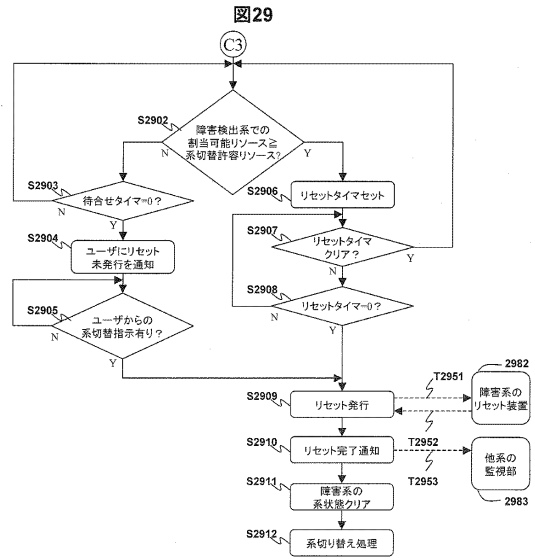 図29
C3
S2902
障害検出系での
割当可能リソース≧
系切替許容リソース?
N
Y
S2903
待合せタイマ=0?
N
Y
S2906
リセットタイマセット
S2904
ユーザにリセット
未発行を通知
S2907
リセットタイマ
クリア?
N
Y
S2905
ユーザからの
系切替指示有り?
N
Y
S2908
リセットタイマ=0?
N
Y
S2909
リセット発行
T2951
2982
障害系の
リセット装置
T2952
S2910
リセット完了通知
T2953
他系の
監視部
2983
S2911
障害系の
系状態クリア
S2912
系切り替え処理